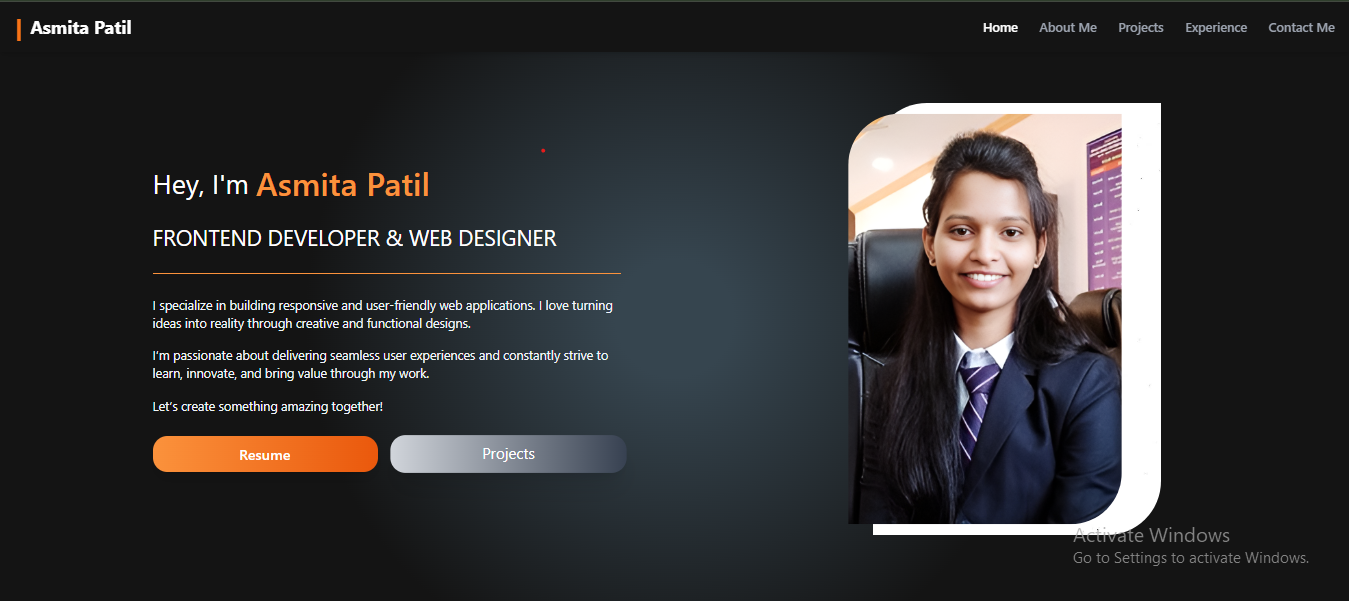 Asmita Patil
Home About Me Projects Experience Contact Me
Hey, I'm Asmita Patil
FRONTEND DEVELOPER & WEB DESIGNER
I specialize in building responsive and user-friendly web applications. I love turning
ideas into reality through creative and functional designs.
I'm passionate about delivering seamless user experiences and constantly strive to
learn, innovate, and bring value through my work.
Let's create something amazing together!
Resume Projects
Activate Windows
Go to Settings to activate Windows.